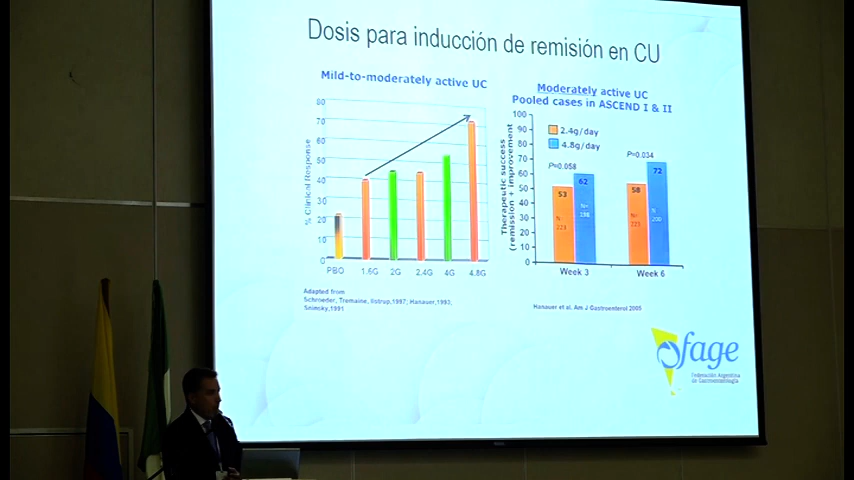 Dosis para inducción de remisión en CU
Mild-to-moderately active UC
% Clinical Response
80
70
60
50
40
30
20
10
0
PBO 1.6G 2G 2.4G 4G 4.8G
Adapted from
Schroeder, Tremaine, Ilstrup,1997; Hanauer,1993;
Sninsky,1991
Moderately active UC
Pooled cases in ASCEND I & II
Therapeutic success
(remission + improvement)
100
90
80
70
60
50
40
30
20
10
0
2.4g/day
4.8g/day
P=0.058
P=0.034
53 62 58 72
N=
223
N=
N=
N=
Week 3 Week 6
Hanauer et al. Am J Gastroenterol 2005
fage
Federación Argentina
de Gastroenterología